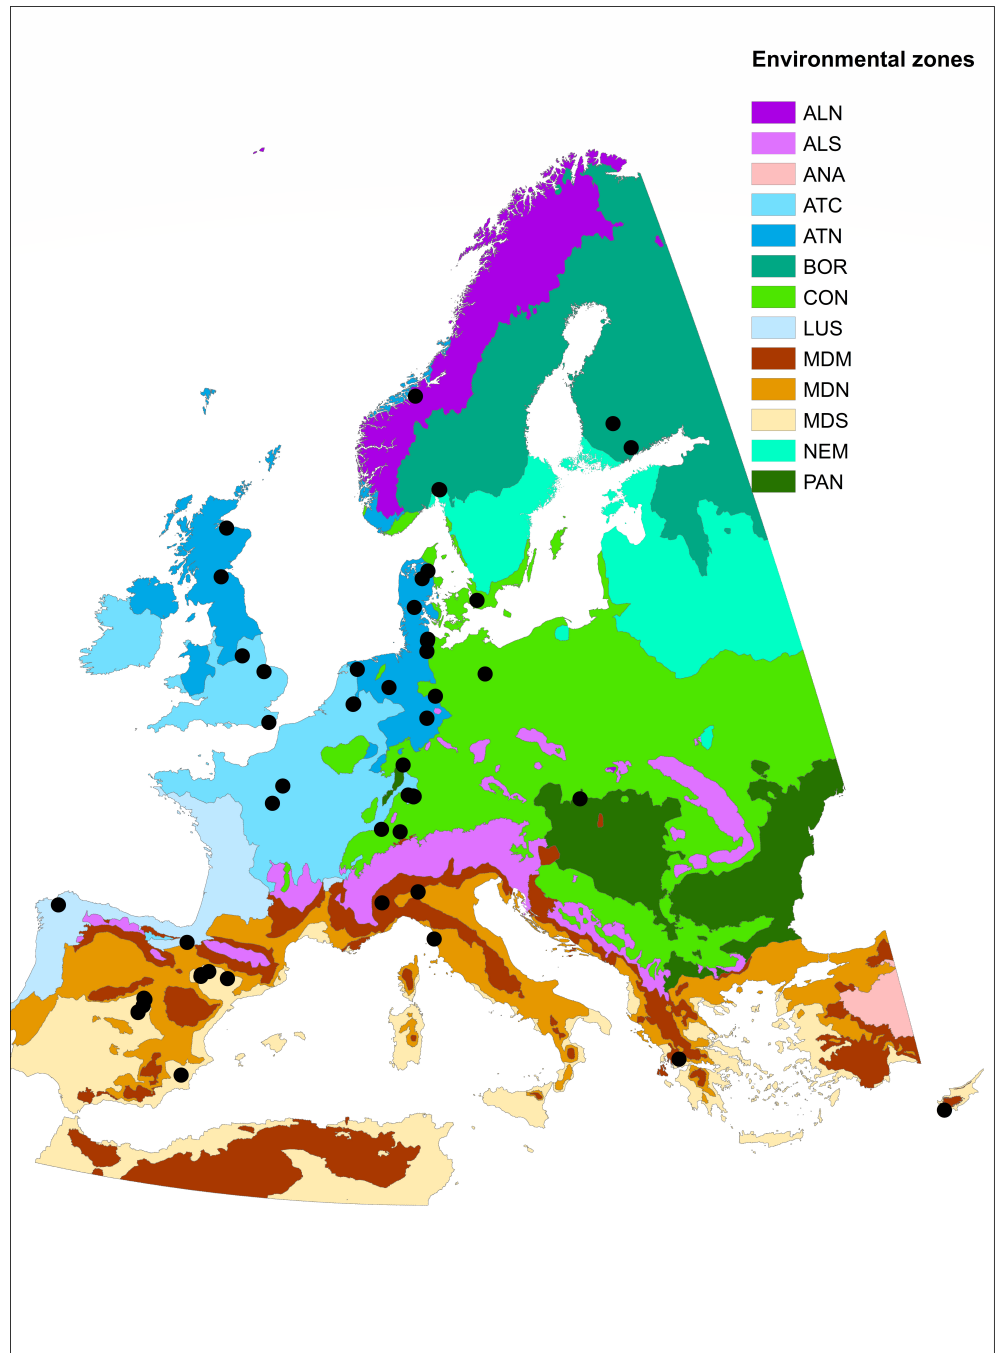 Environmental zones
ALN
ALS
ANA
ATC
ATN
BOR
CON
LUS
MDM
MDN
MDS
NEM
PAN